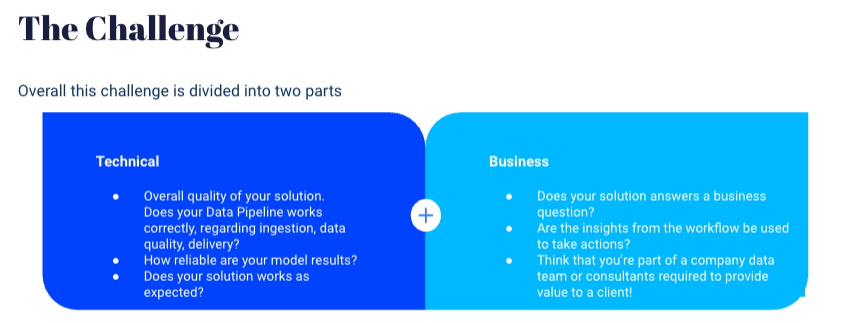 The Challenge
Overall this challenge is divided into two parts
Technical
● Overall quality of your solution.
Does your Data Pipeline works
correctly, regarding ingestion, data
quality, delivery?
● How reliable are your model results?
● Does your solution works as
expected?
+
Business
● Does your solution answers a business
question?
● Are the insights from the workflow be used
to take actions?
● Think that you're part of a company data
team or consultants required to provide
value to a client!